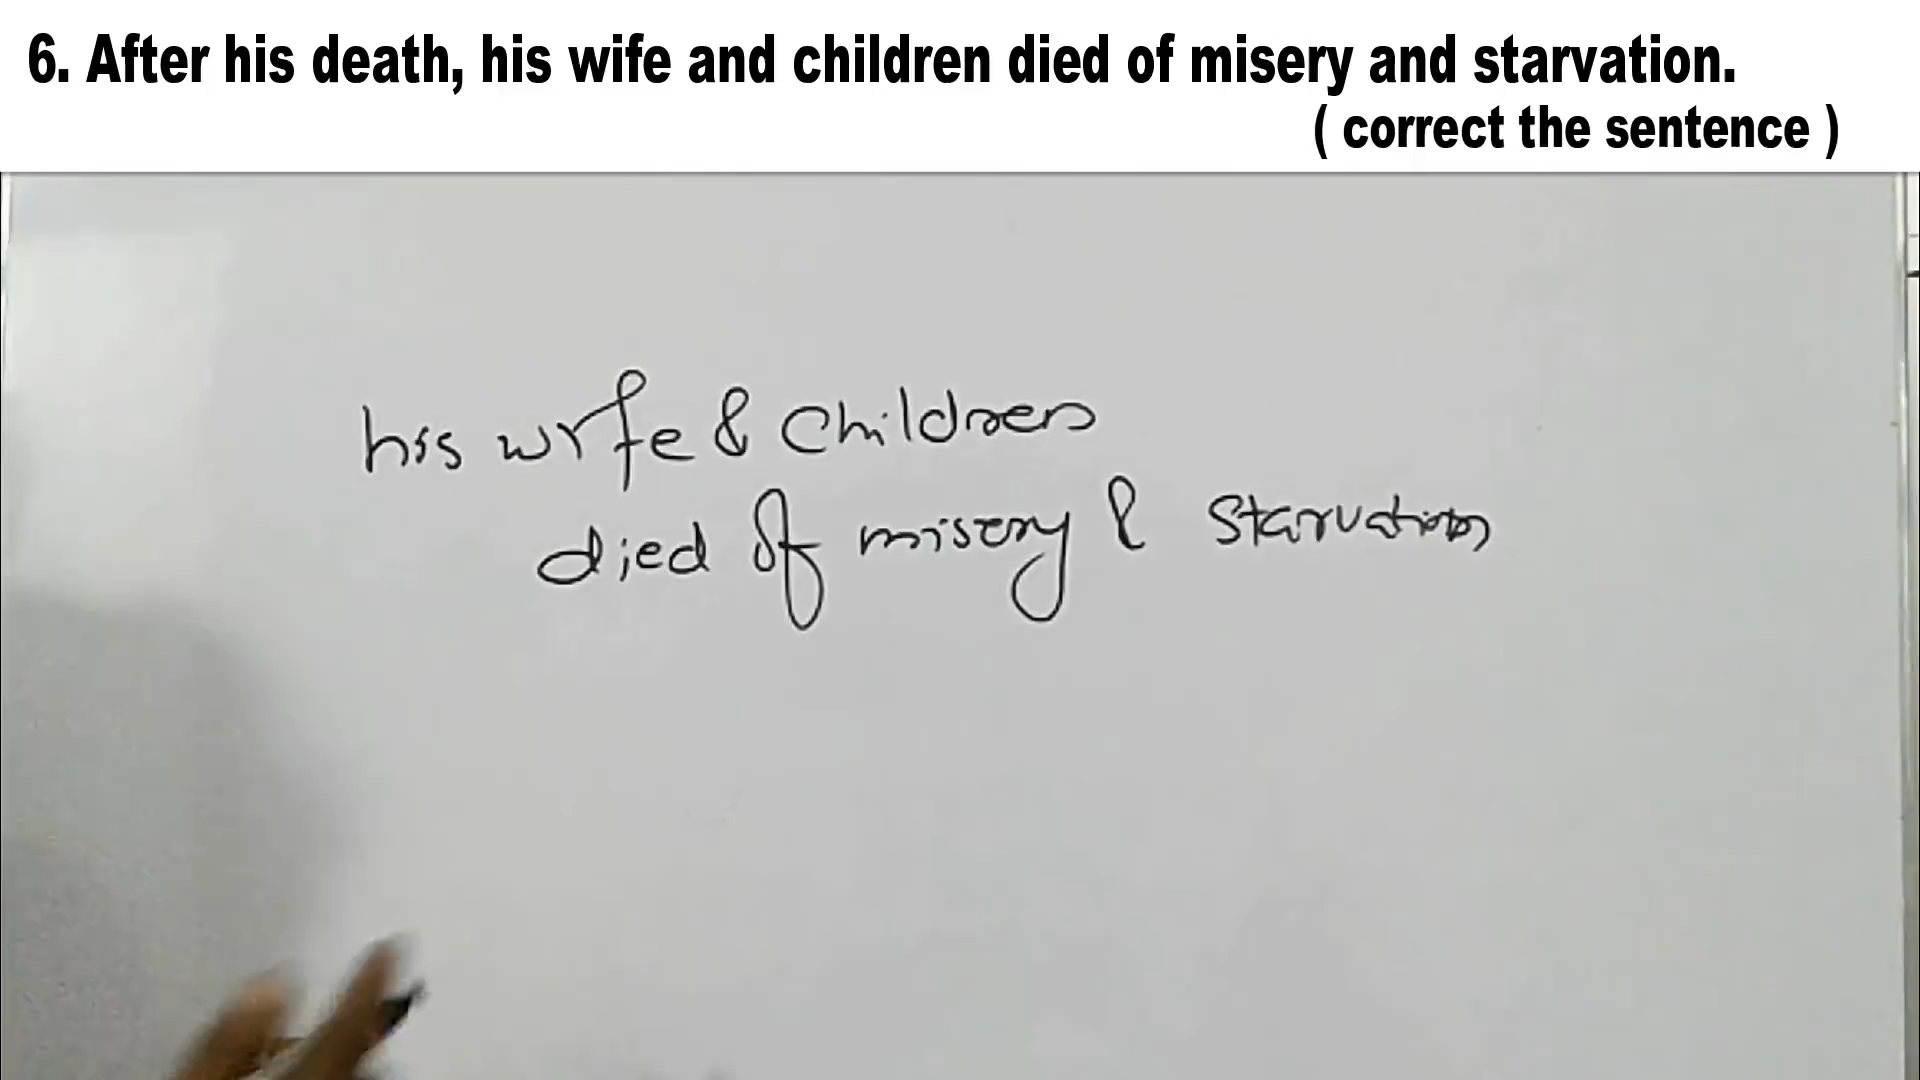 6. After his death, his wife and children died of misery and starvation.
( correct the sentence )
his wife & children
died of misery & starvation